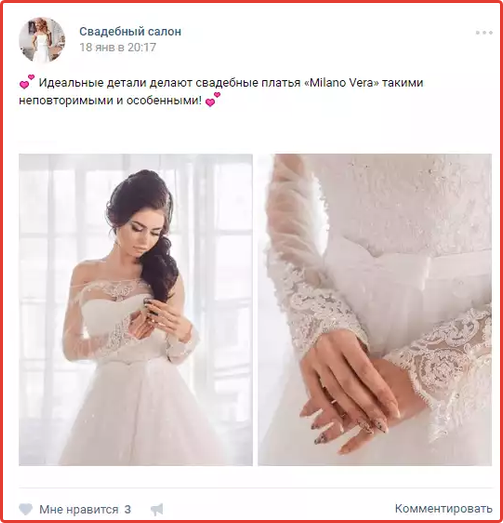 Свадебный салон
18 янв в 20:17
💕 Идеальные детали делают свадебные платья «Milano Vera» такими
неповторимыми и особенными! 💕
Мне нравится 3
Комментировать